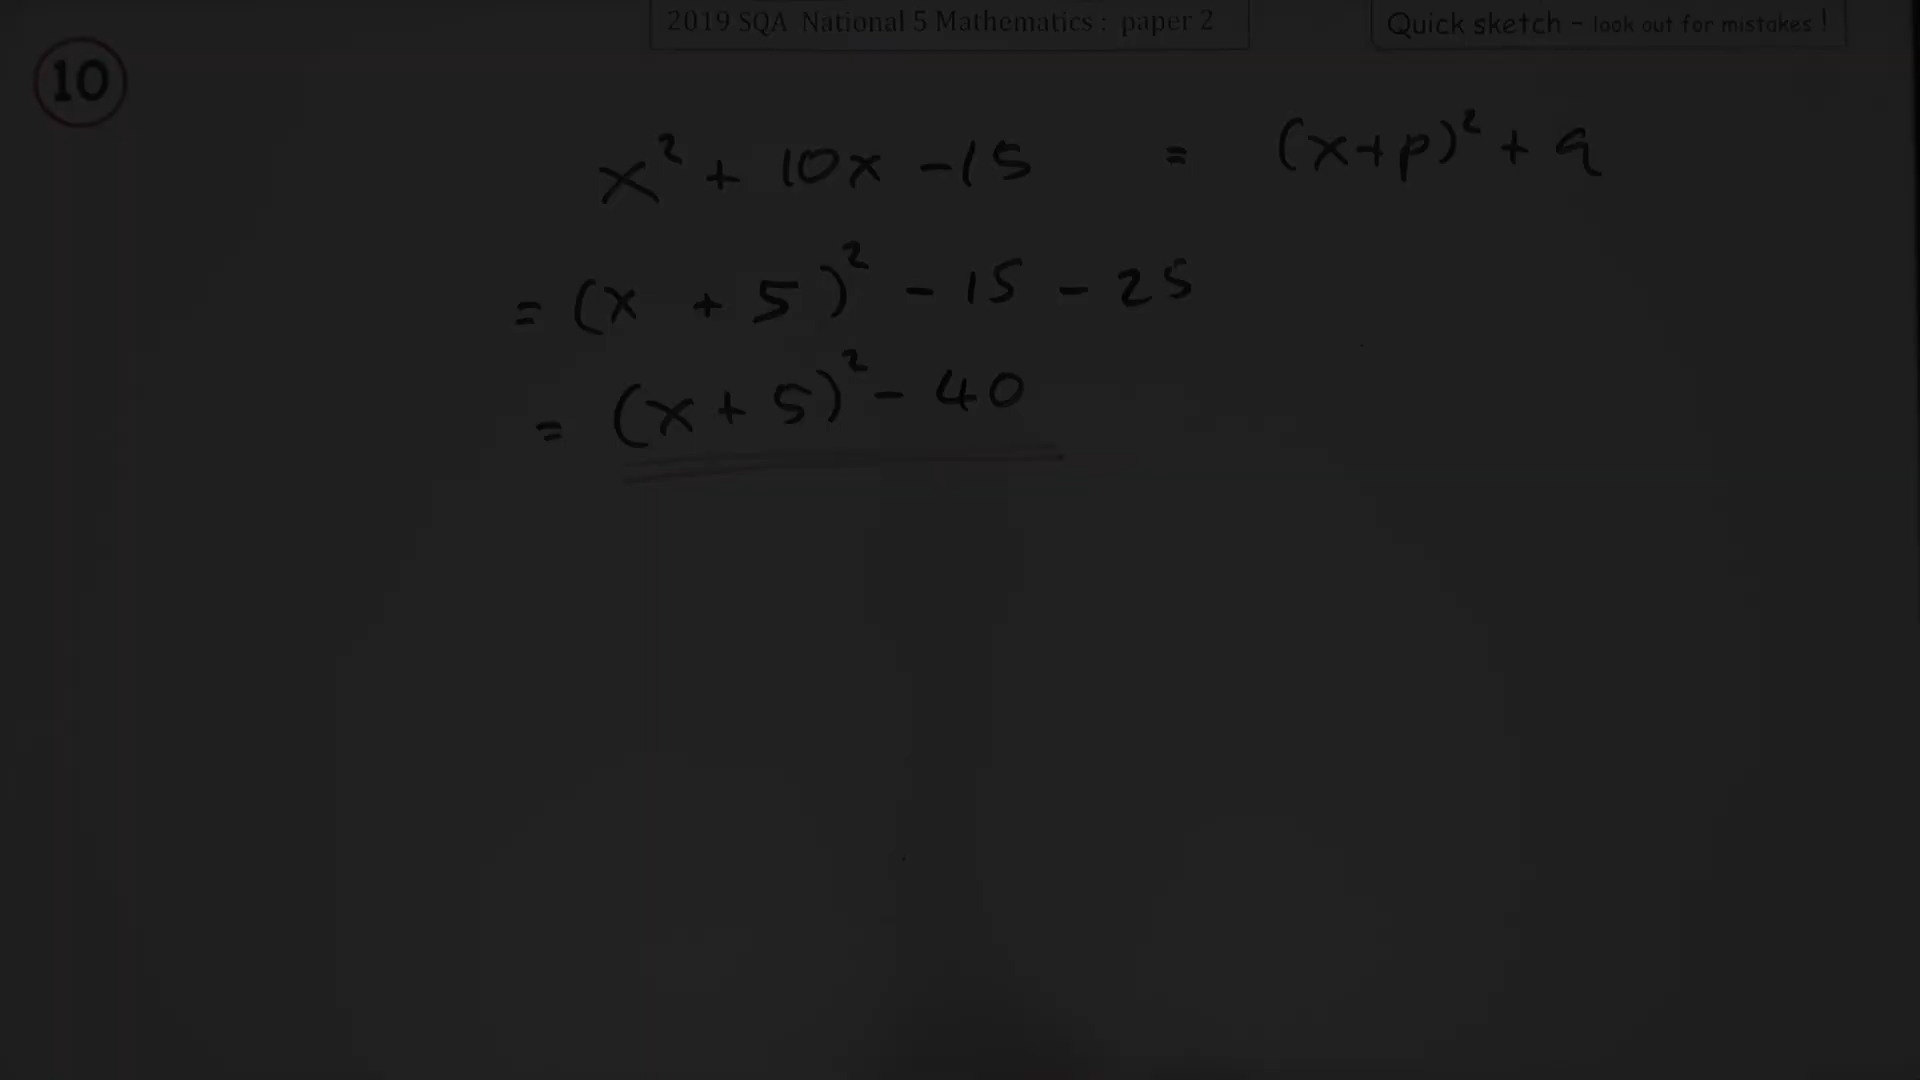 2019 SQA National 5 Mathematics : paper 2
Quick sketch - look out for mistakes !
10
x² + 10x - 15 = (x+p)² + q
= (x + 5)² - 15 - 25
= (x + 5)² - 40